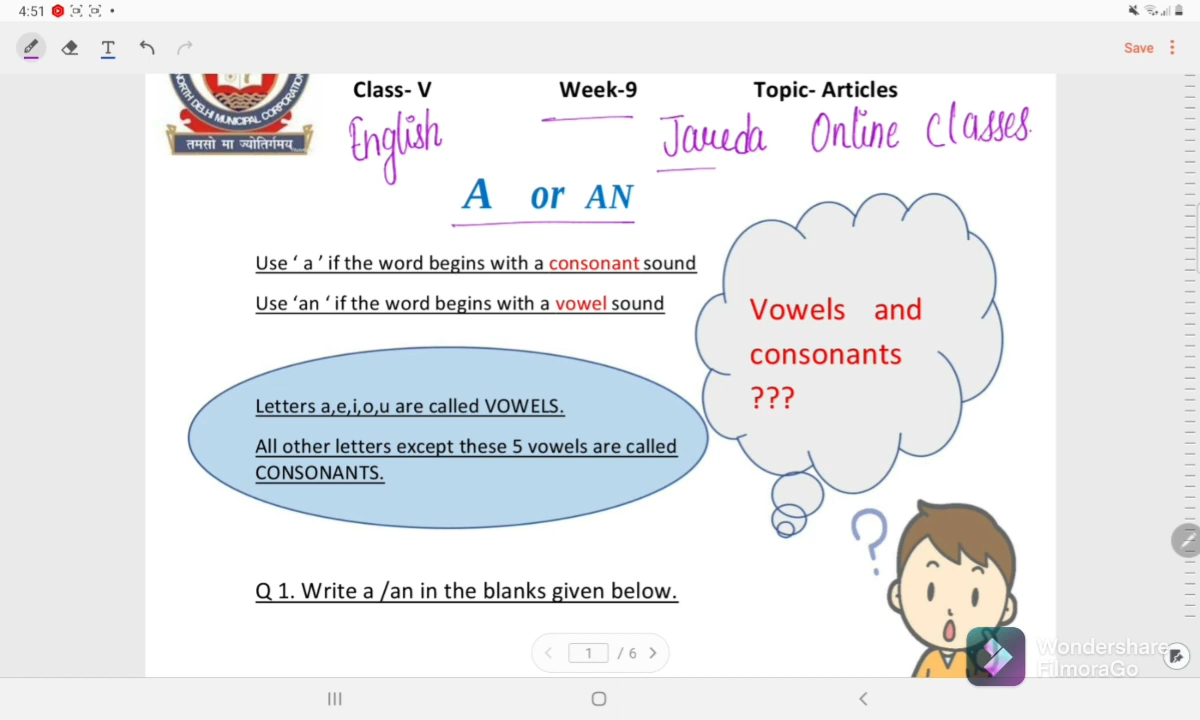 4:51
Save
NORTH DELHI MUNICIPAL CORPORATION
तमसो मा ज्योतिर्गमय
Class- V Week-9 Topic- Articles
English Javeda Online Classes.
A or AN
Use ‘ a ’ if the word begins with a consonant sound
Use ‘an ‘ if the word begins with a vowel sound
Vowels and
consonants
???
Letters a,e,i,o,u are called VOWELS.
All other letters except these 5 vowels are called
CONSONANTS.
?
Q 1. Write a /an in the blanks given below.
1 / 6
Wondershare
FilmoraGo